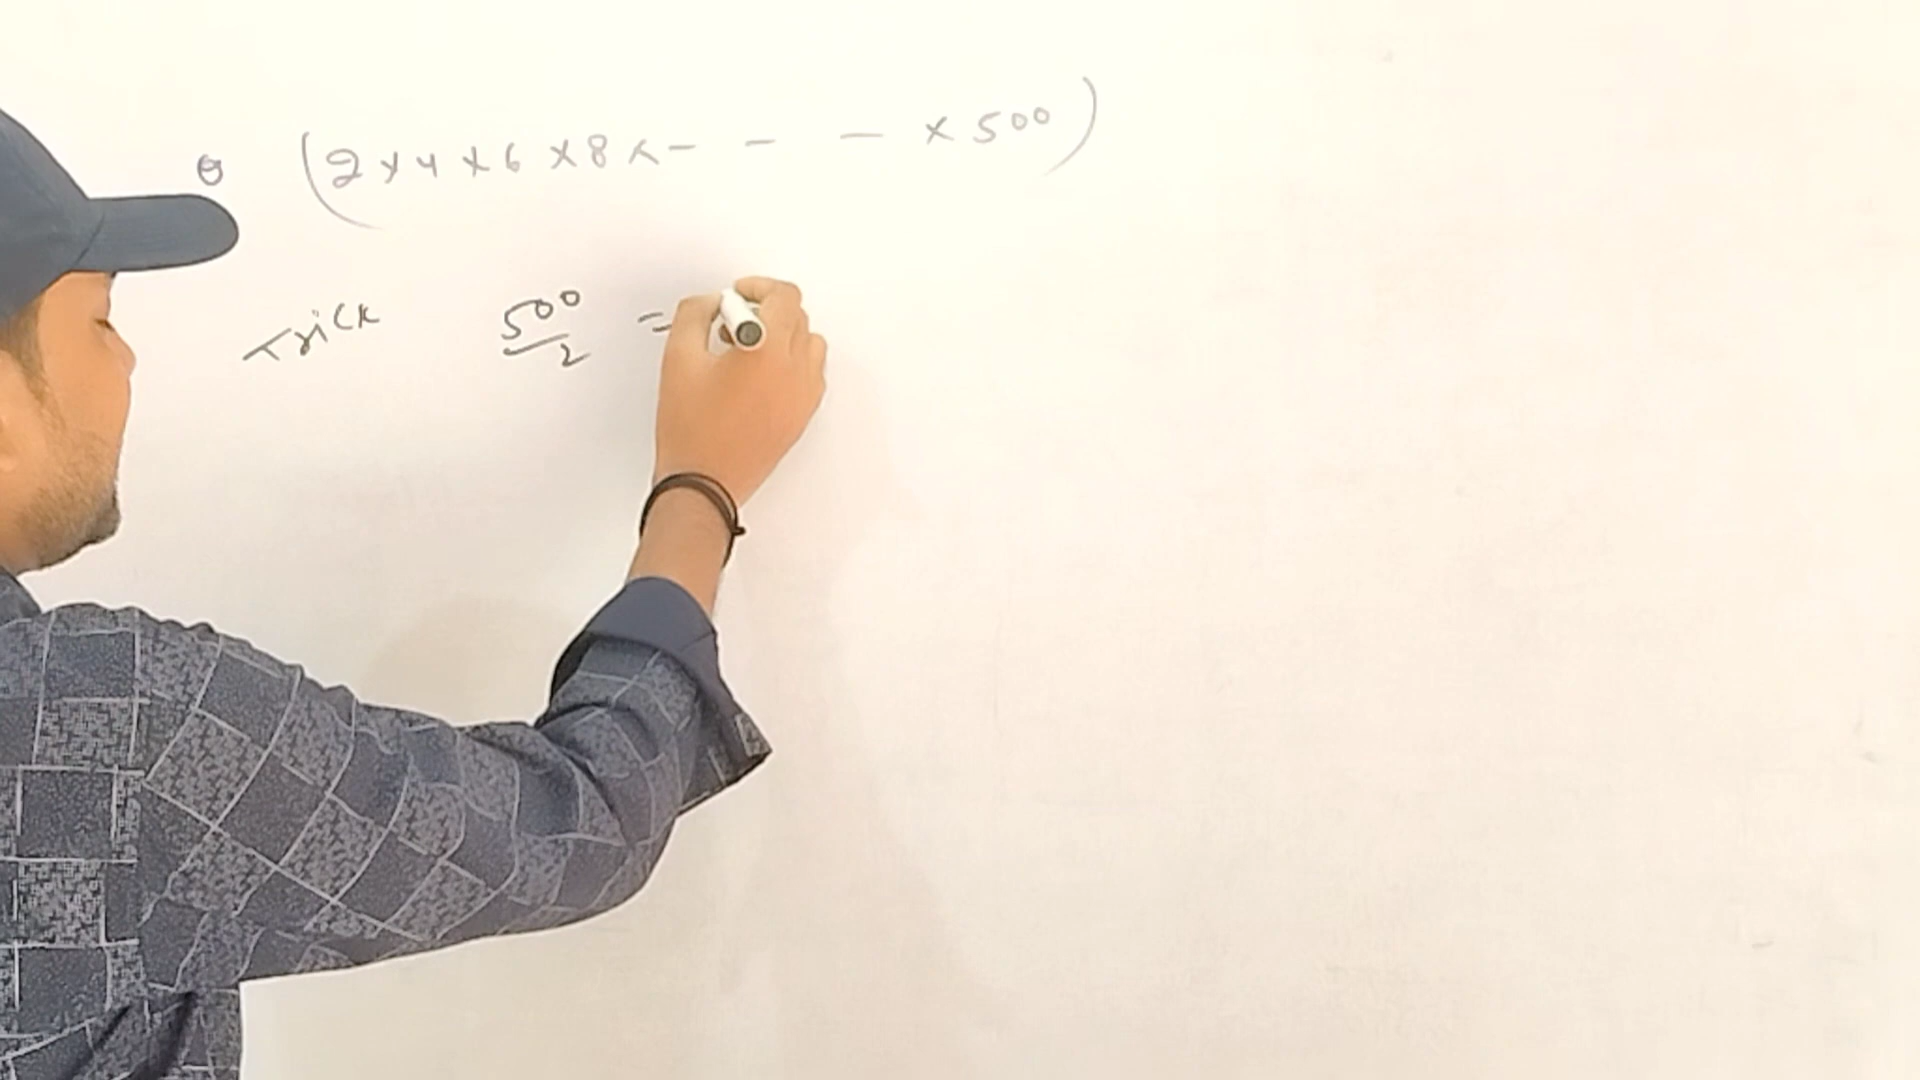 Q (2 x 4 x 6 x 8 x - - - x 500)
Trick 500/2 =